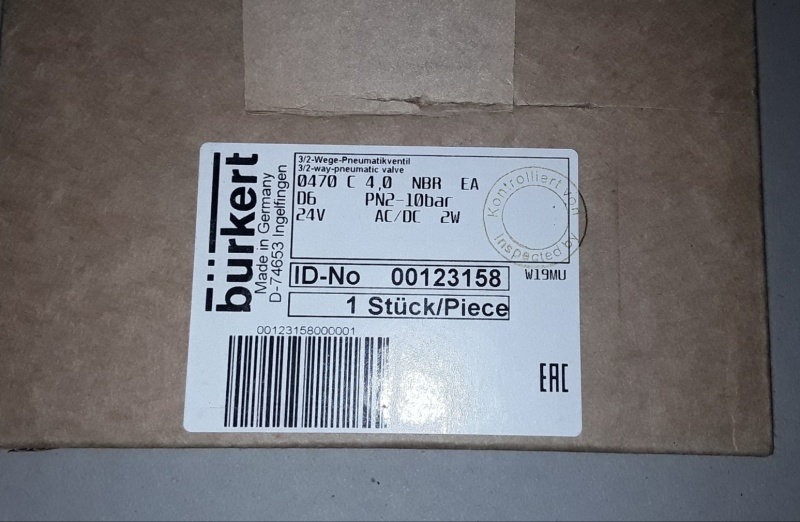 bürkert
Made in Germany
D-74653 Ingelfingen
3/2-Wege-Pneumatikventil
3/2-way-pneumatic valve
0470 C 4,0 NBR EA
D6 PN2-10bar
24V AC/DC 2W
Kontrolliert von
Inspected by
ID-No 00123158
W19MU
1 Stück/Piece
00123158000001
EAC